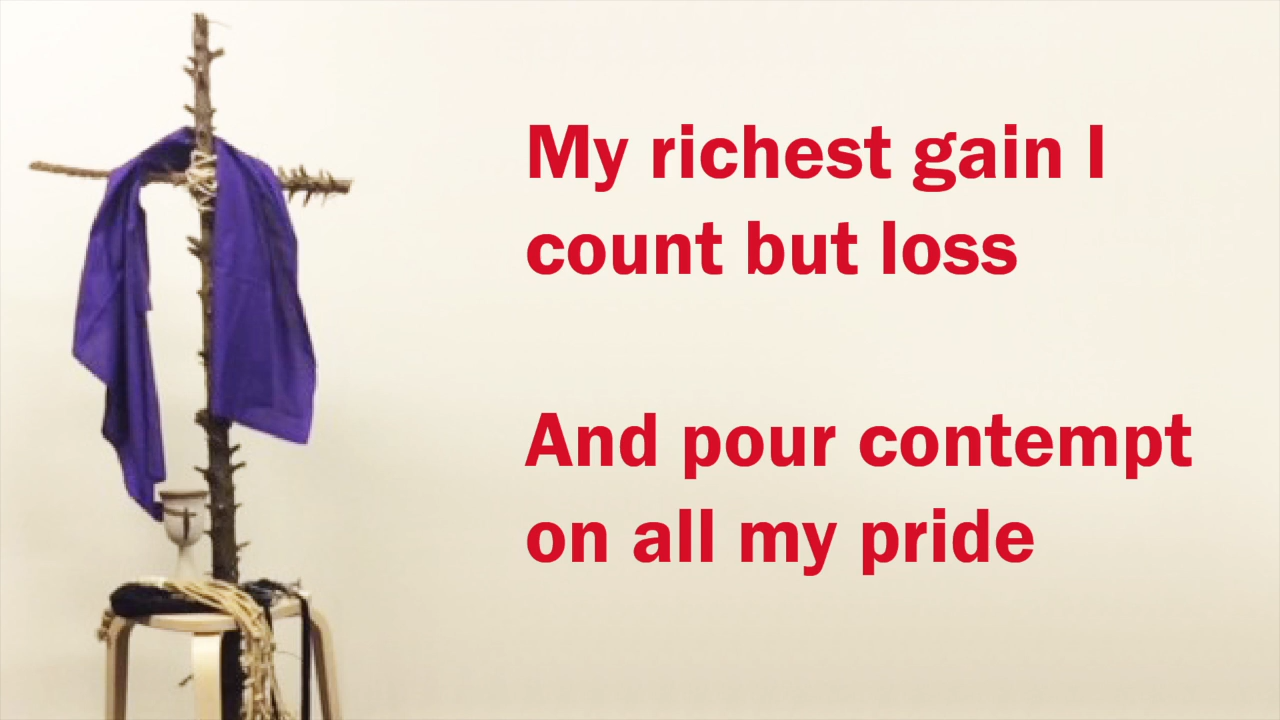 My richest gain I
count but loss
And pour contempt
on all my pride